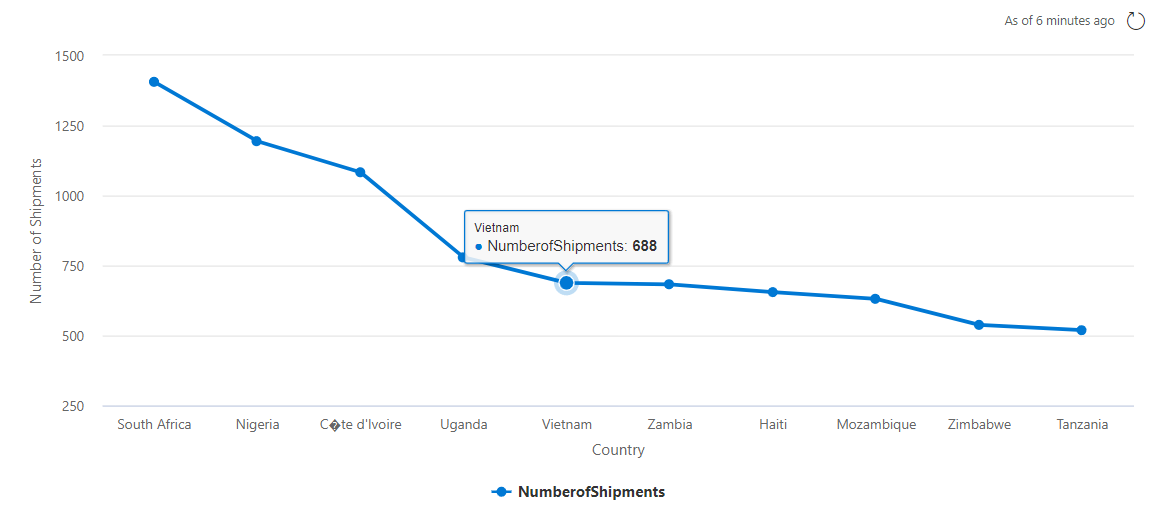 As of 6 minutes ago
Number of Shipments
1500
1250
1000
750
500
250
Vietnam
NumberofShipments: 688
South Africa Nigeria C�te d'Ivoire Uganda Vietnam Zambia Haiti Mozambique Zimbabwe Tanzania
Country
NumberofShipments